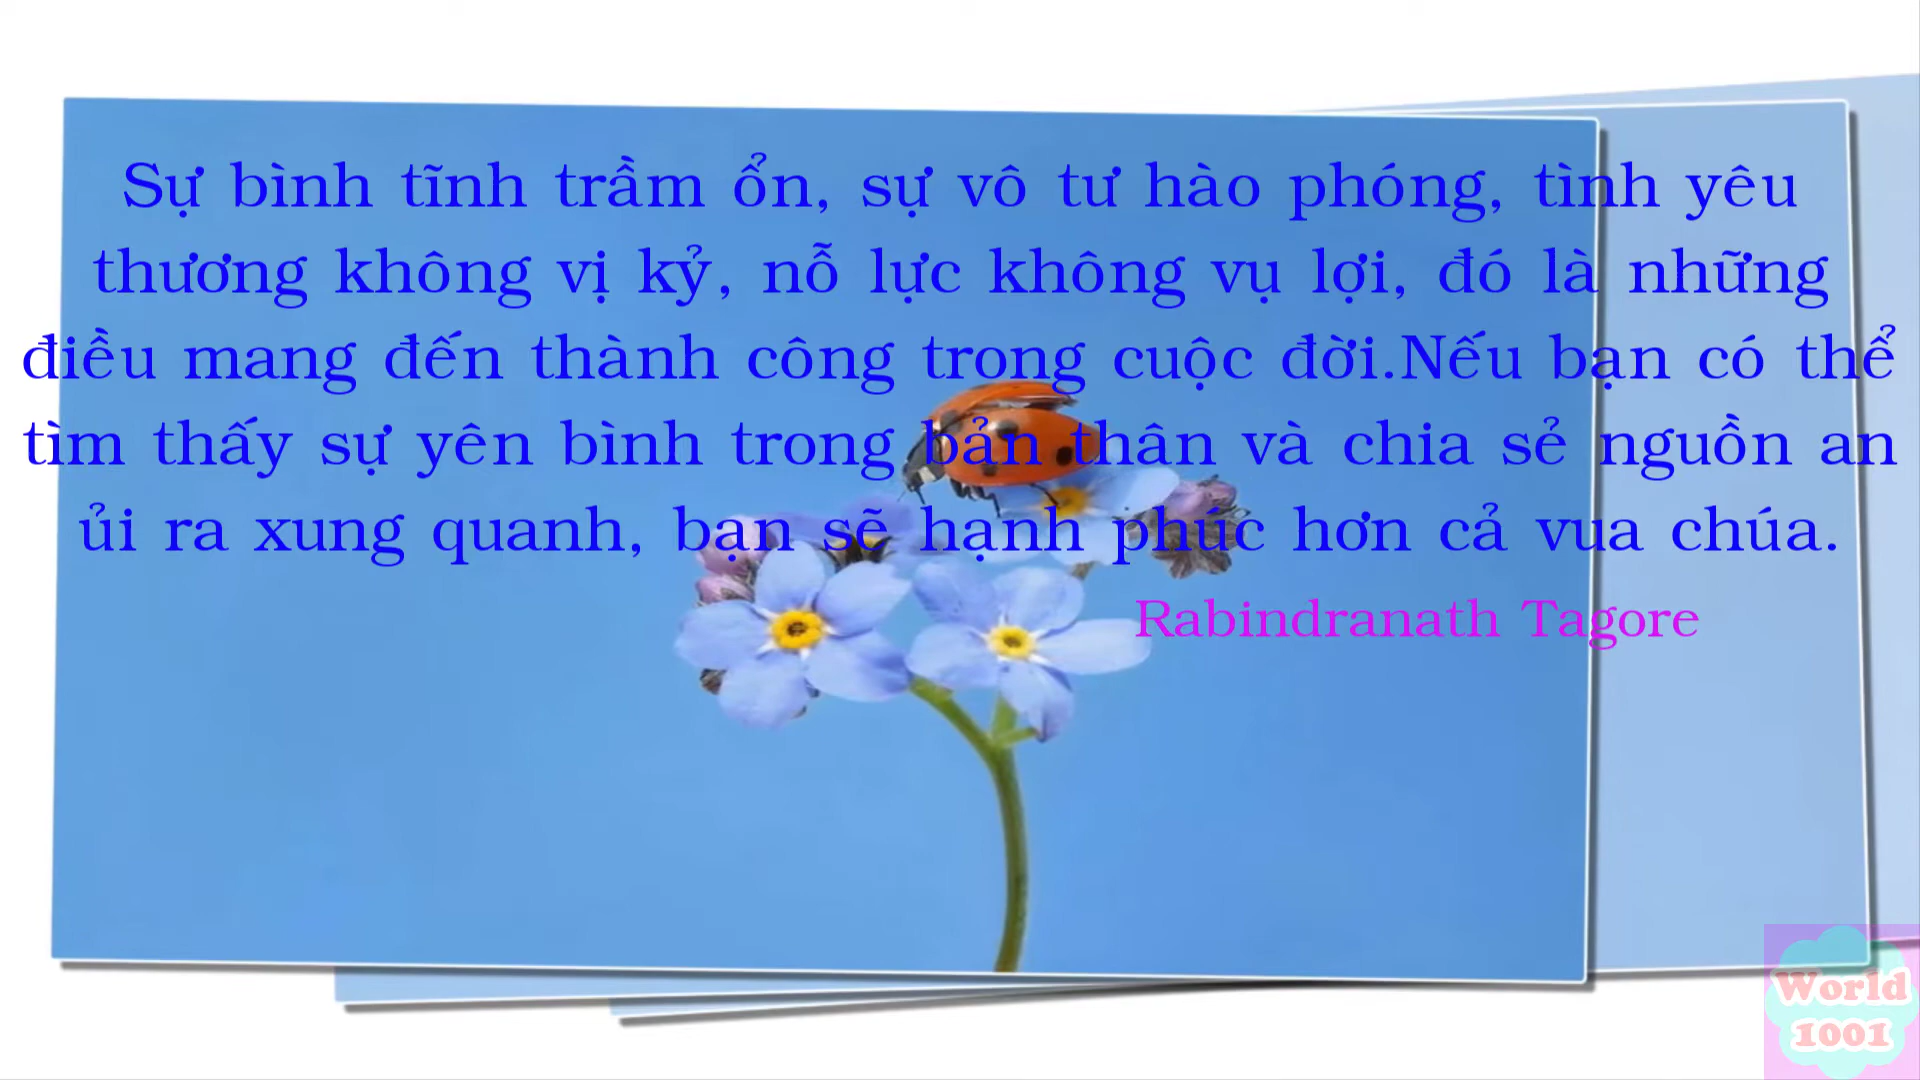 Sự bình tĩnh trầm ổn, sự vô tư hào phóng, tình yêu
thương không vị kỷ, nỗ lực không vụ lợi, đó là những
điều mang đến thành công trong cuộc đời.Nếu bạn có thể
tìm thấy sự yên bình trong bản thân và chia sẻ nguồn an
ủi ra xung quanh, bạn sẽ hạnh phúc hơn cả vua chúa.
Rabindranath Tagore
World
1001